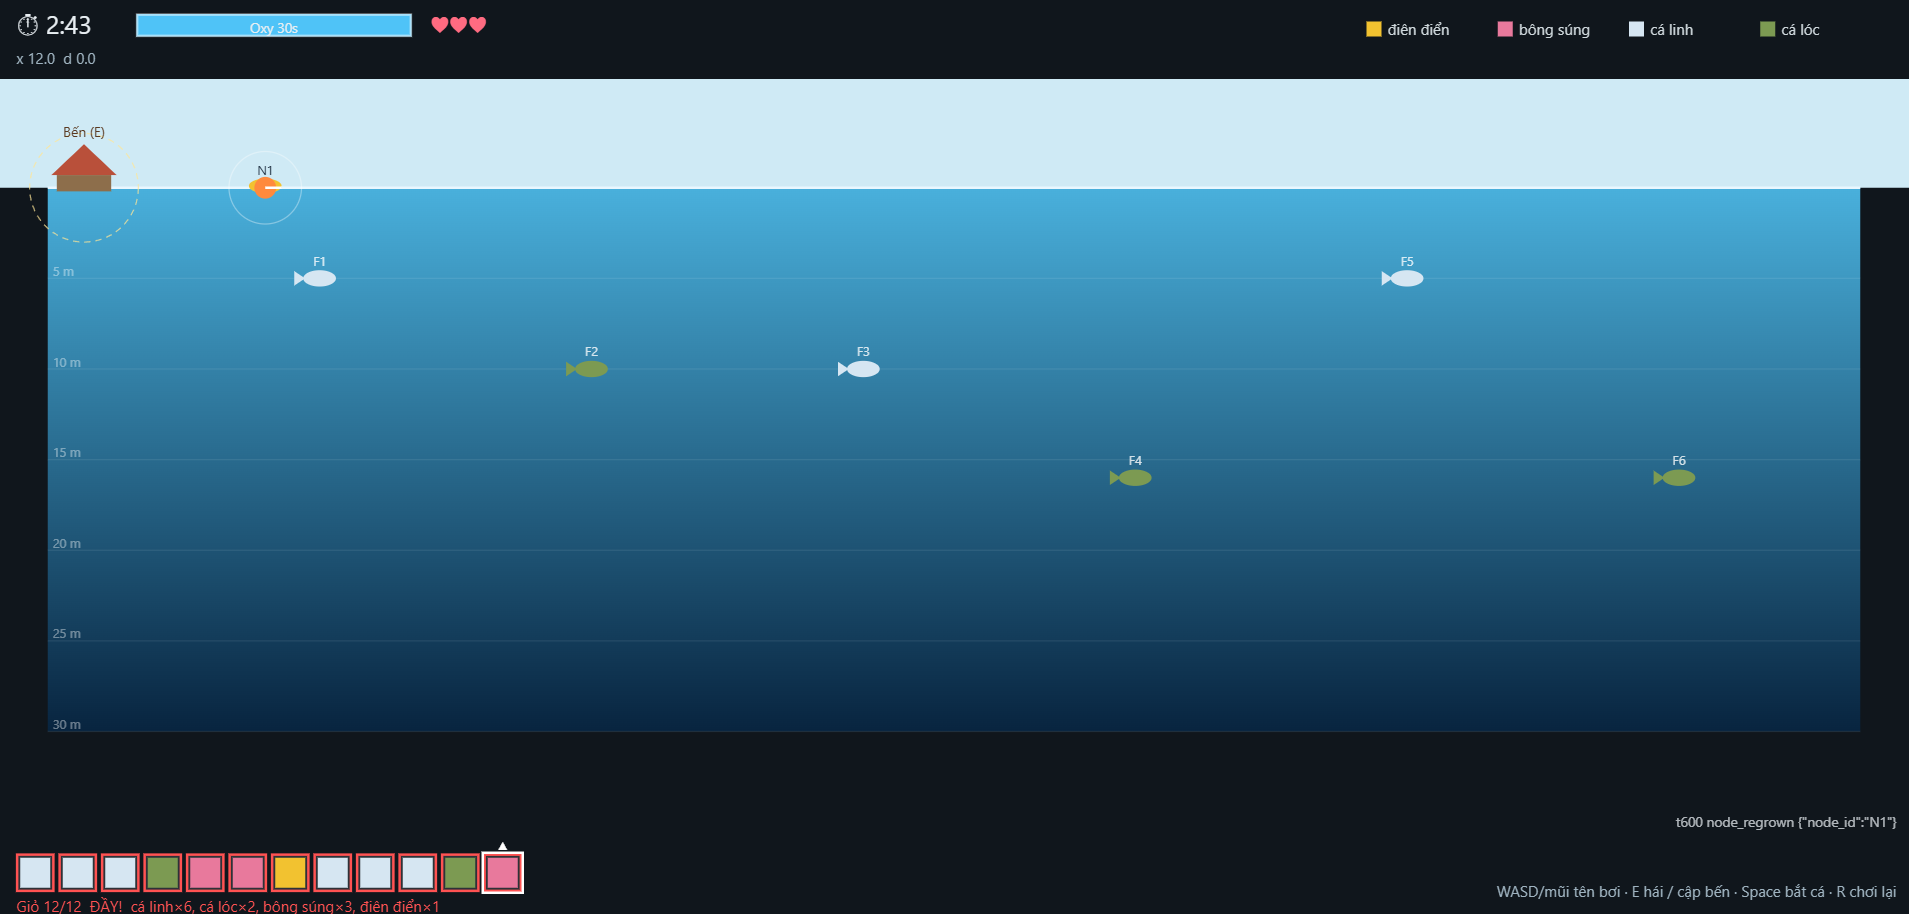 ⏱ 2:43
Oxy 30s
x 12.0 d 0.0
điên điển
bông súng
cá linh
cá lóc
Bến (E)
N1
F1
F5
5 m
F2
F3
10 m
15 m
F4
F6
20 m
25 m
30 m
t600 node_regrown {"node_id":"N1"}
WASD/mũi tên bơi · E hái / cập bến · Space bắt cá · R chơi lại
Giỏ 12/12 ĐẦY! cá linh×6, cá lóc×2, bông súng×3, điên điển×1